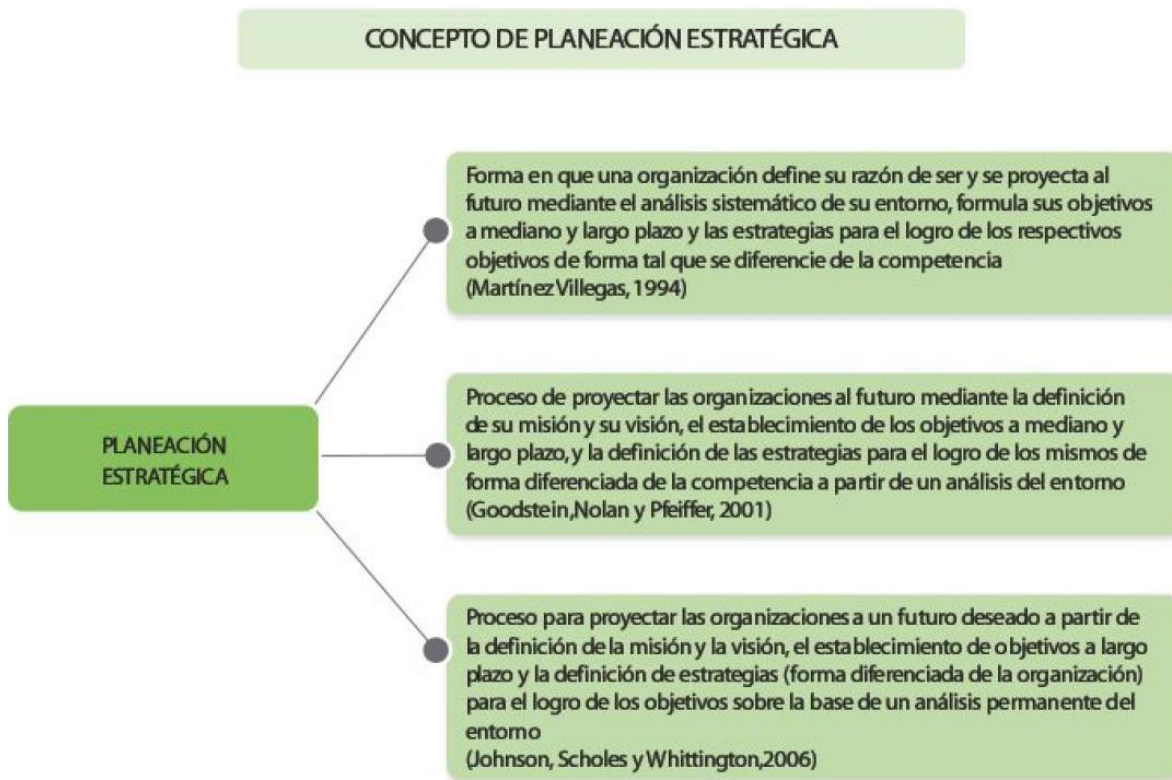 CONCEPTO DE PLANEACIÓN ESTRATÉGICA
Forma en que una organización define su razón de ser y se proyecta al
futuro mediante el análisis sistemático de su entorno, formula sus objetivos
a mediano y largo plazo y las estrategias para el logro de los respectivos
objetivos de forma tal que se diferencie de la competencia
(Martínez Villegas, 1994)
PLANEACIÓN
ESTRATÉGICA
Proceso de proyectar las organizaciones al futuro mediante la definición
de su misión y su visión, el establecimiento de los objetivos a mediano y
largo plazo, y la definición de las estrategias para el logro de los mismos de
forma diferenciada de la competencia a partir de un análisis del entorno
(Goodstein,Nolan y Pfeiffer, 2001)
Proceso para proyectar las organizaciones a un futuro deseado a partir de
la definición de la misión y la visión, el establecimiento de objetivos a largo
plazo y la definición de estrategias (forma diferenciada de la organización)
para el logro de los objetivos sobre la base de un análisis permanente del
entorno
(Johnson, Scholes y Whittington,2006)